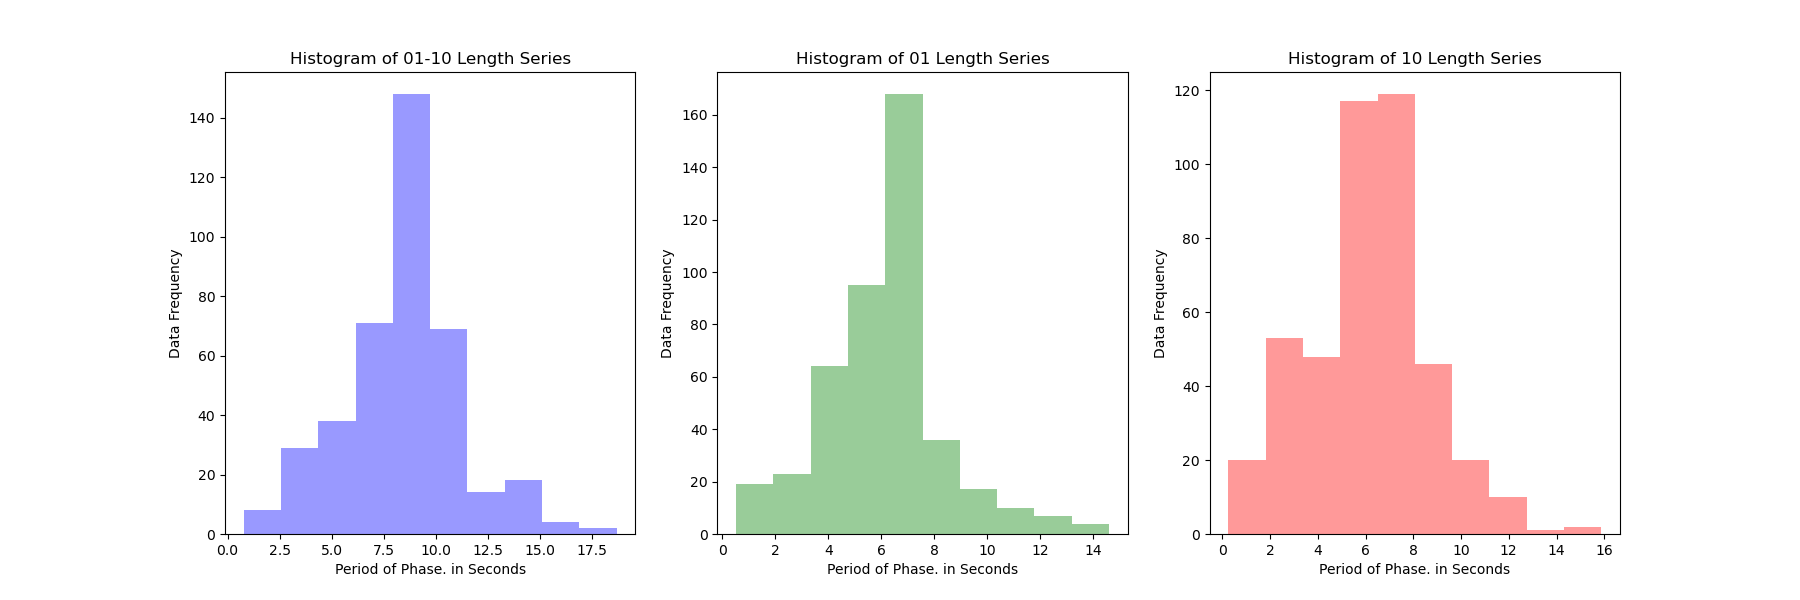 Histogram of 01-10 Length Series
140
120
100
80
60
40
20
0
Data Frequency
0.0 2.5 5.0 7.5 10.0 12.5 15.0 17.5
Period of Phase. in Seconds
Histogram of 01 Length Series
160
140
120
100
80
60
40
20
0
Data Frequency
0 2 4 6 8 10 12 14
Period of Phase. in Seconds
Histogram of 10 Length Series
120
100
80
60
40
20
0
Data Frequency
0 2 4 6 8 10 12 14 16
Period of Phase. in Seconds